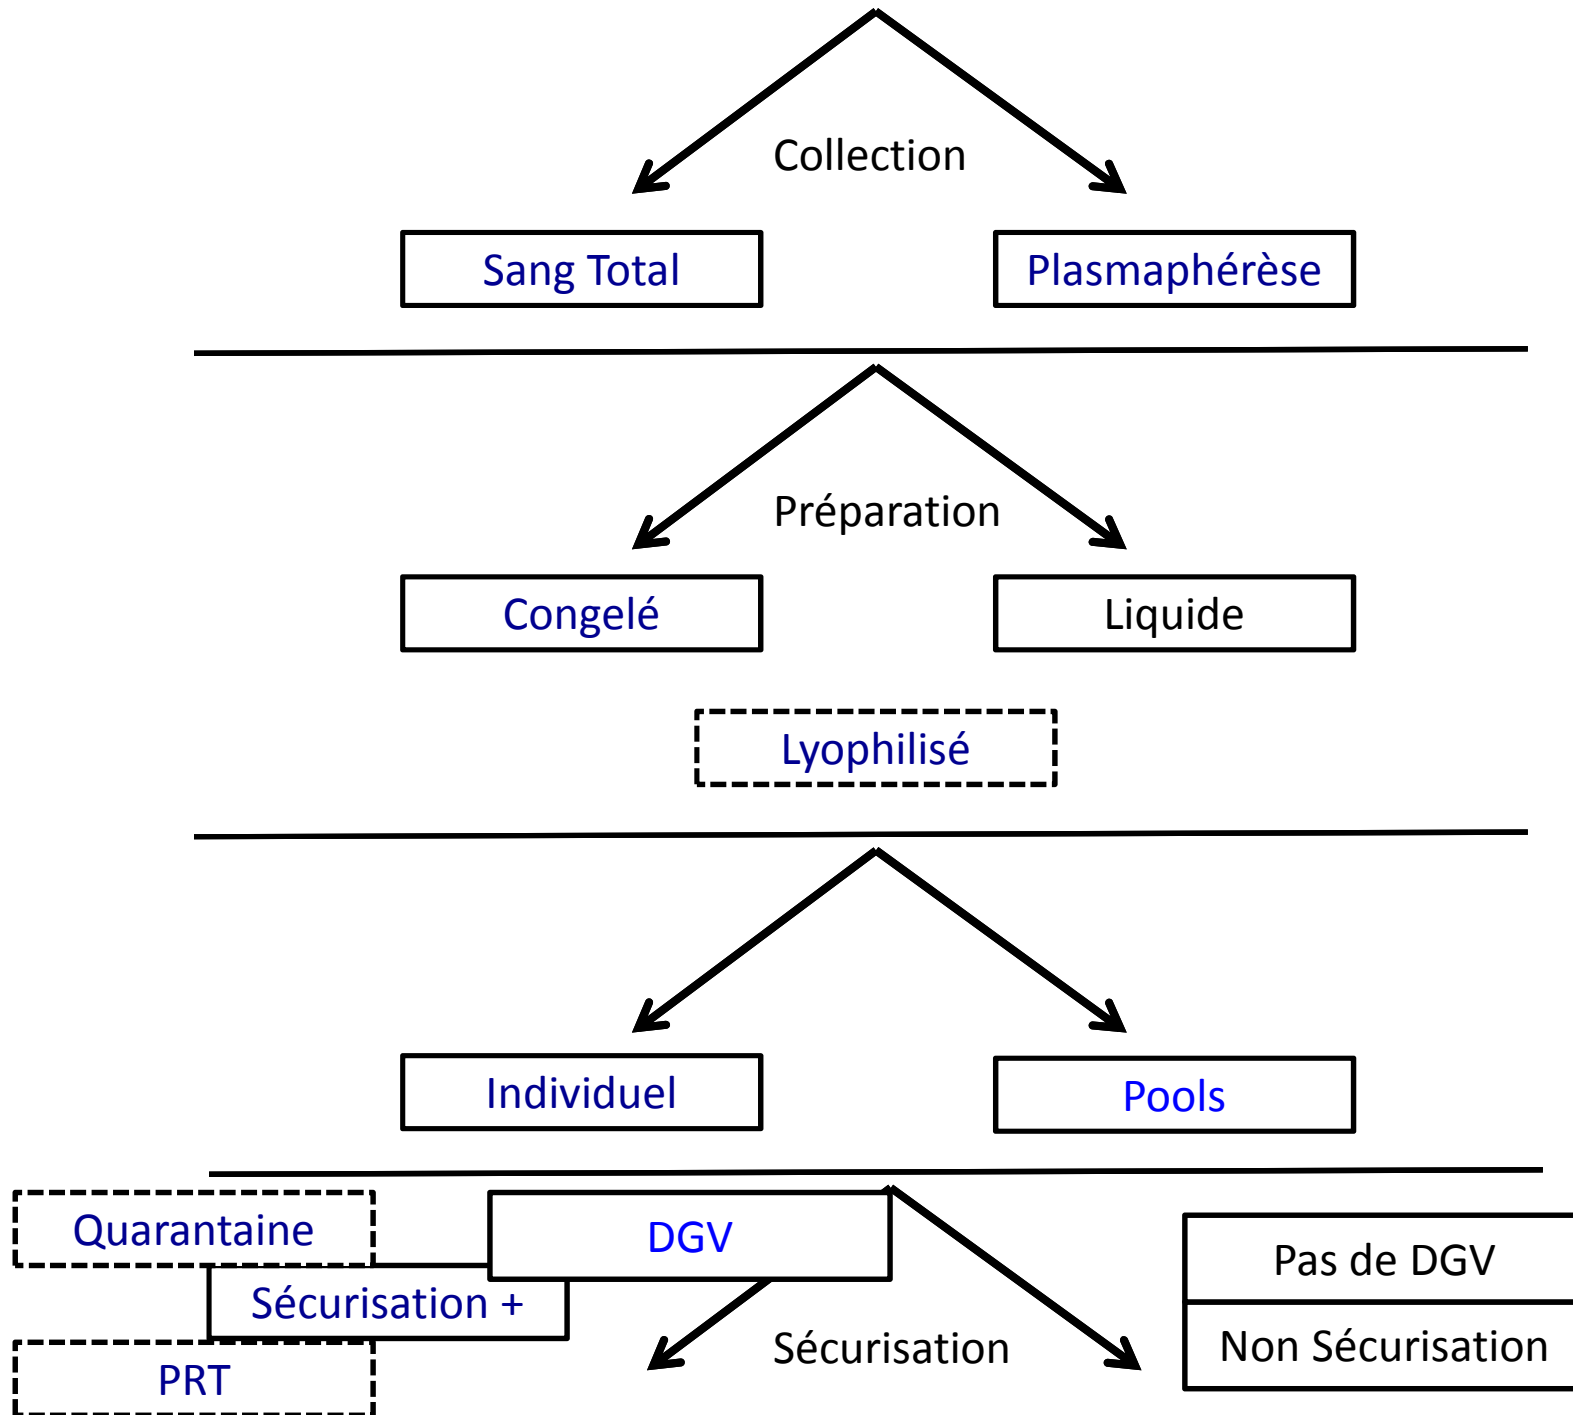 Collection
Sang Total
Plasmaphérèse
Préparation
Congelé
Liquide
Lyophilisé
Individuel
Pools
Quarantaine
DGV
Pas de DGV
Sécurisation +
Sécurisation
Non Sécurisation
PRT